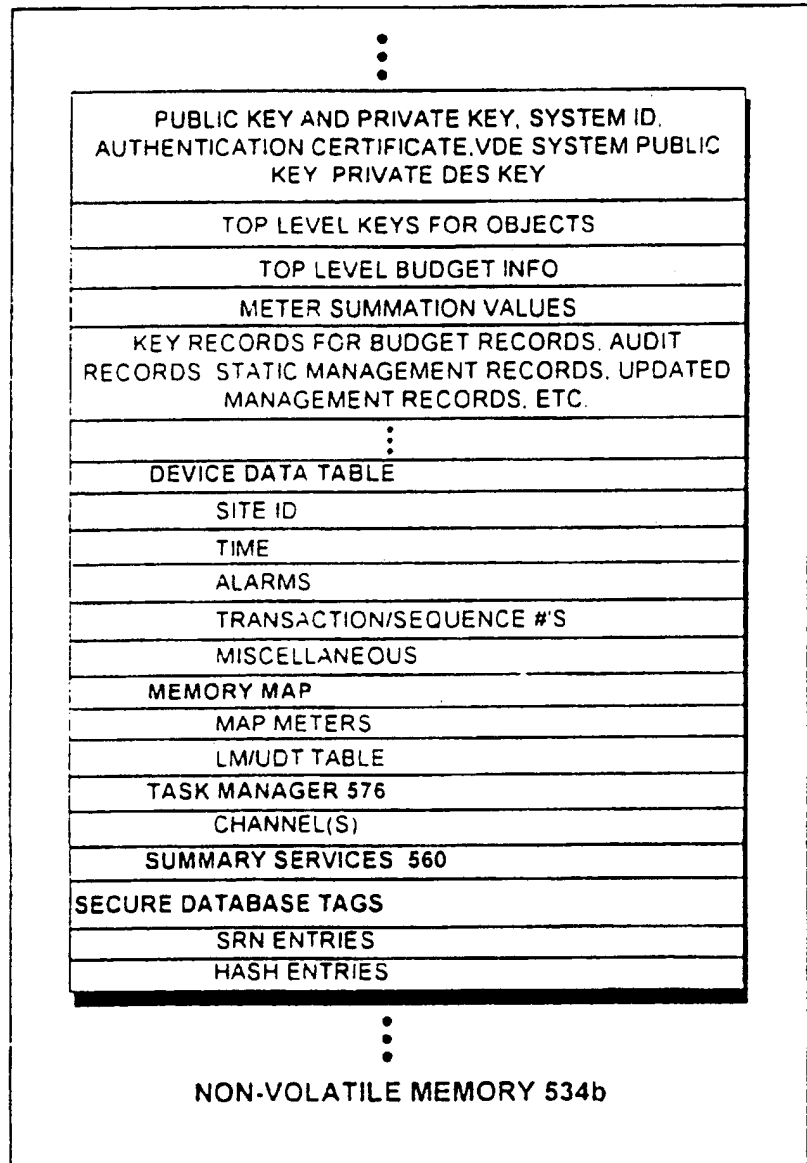 PUBLIC KEY AND PRIVATE KEY, SYSTEM ID,
AUTHENTICATION CERTIFICATE,VDE SYSTEM PUBLIC
KEY PRIVATE DES KEY
TOP LEVEL KEYS FOR OBJECTS
TOP LEVEL BUDGET INFO
METER SUMMATION VALUES
KEY RECORDS FOR BUDGET RECORDS, AUDIT
RECORDS STATIC MANAGEMENT RECORDS, UPDATED
MANAGEMENT RECORDS, ETC.
DEVICE DATA TABLE
SITE ID
TIME
ALARMS
TRANSACTION/SEQUENCE #'S
MISCELLANEOUS
MEMORY MAP
MAP METERS
LM/UDT TABLE
TASK MANAGER 576
CHANNEL(S)
SUMMARY SERVICES 560
SECURE DATABASE TAGS
SRN ENTRIES
HASH ENTRIES
NON-VOLATILE MEMORY 534b